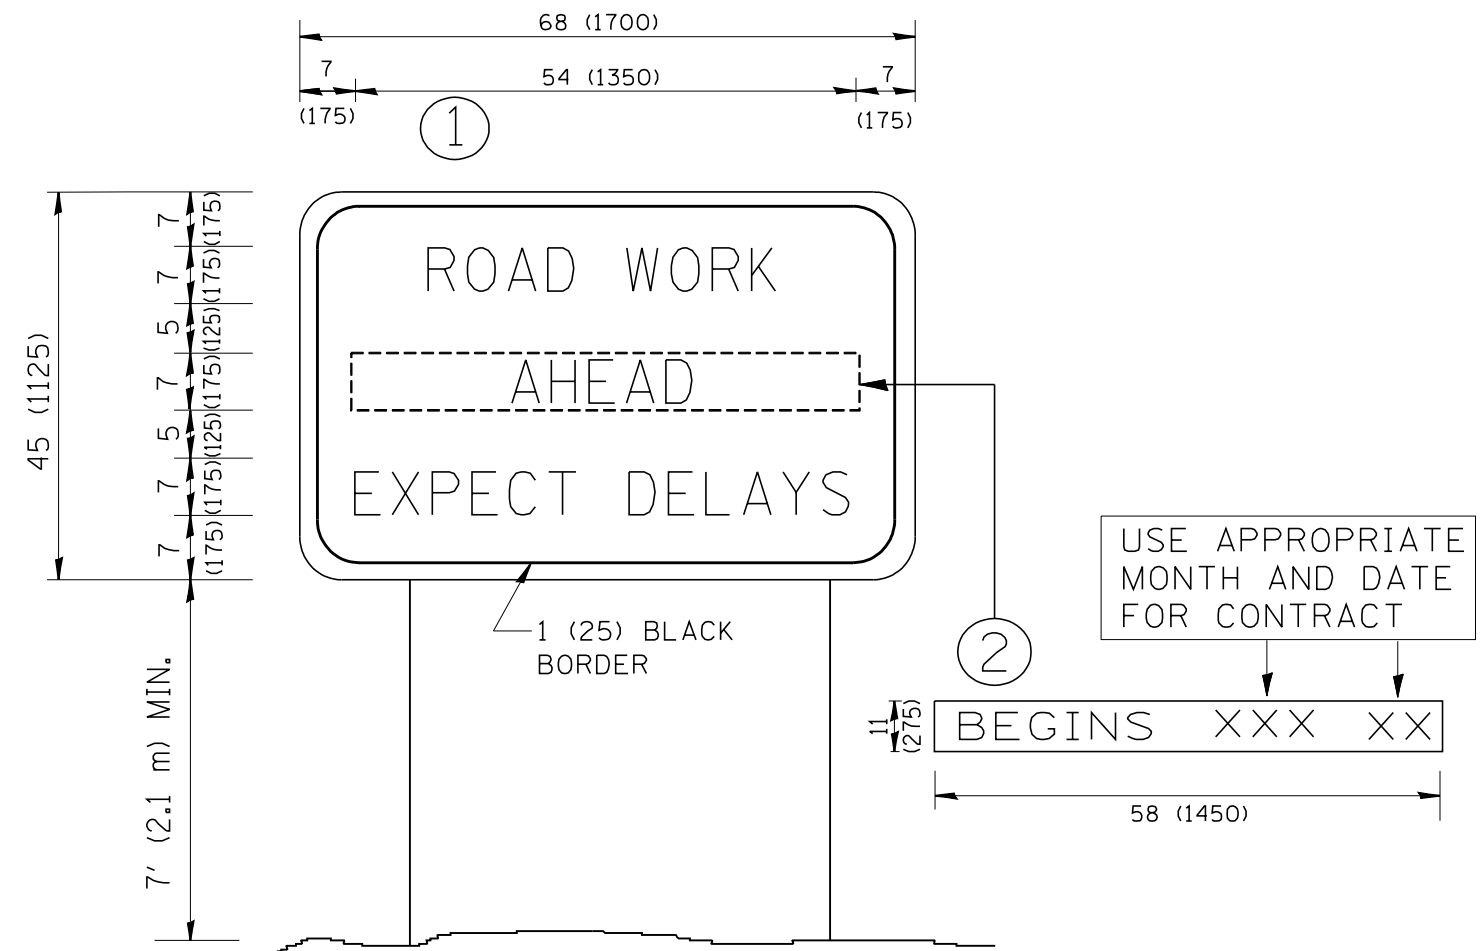 68 (1700)
7
54 (1350)
7
(175)
(175)
1
7
(175)
7
(175)
5
(125)
7
(175)
5
(125)
7
(175)
7
(175)
45 (1125)
ROAD WORK
AHEAD
EXPECT DELAYS
1 (25) BLACK
BORDER
7' (2.1 m) MIN.
USE APPROPRIATE
MONTH AND DATE
FOR CONTRACT
2
11
(275)
BEGINS XXX XX
58 (1450)